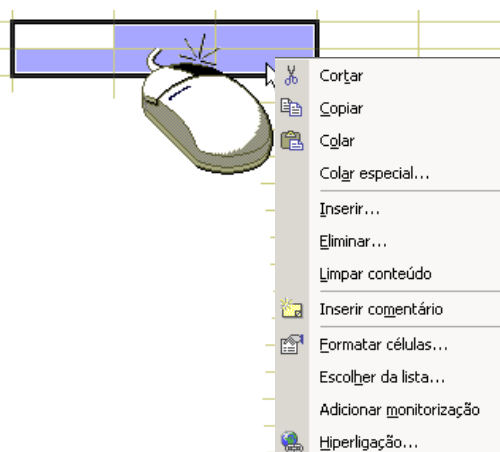 Cortar
Copiar
Colar
Colar especial...
Inserir...
Eliminar...
Limpar conteúdo
Inserir comentário
Formatar células...
Escolher da lista...
Adicionar monitorização
Hiperligação...